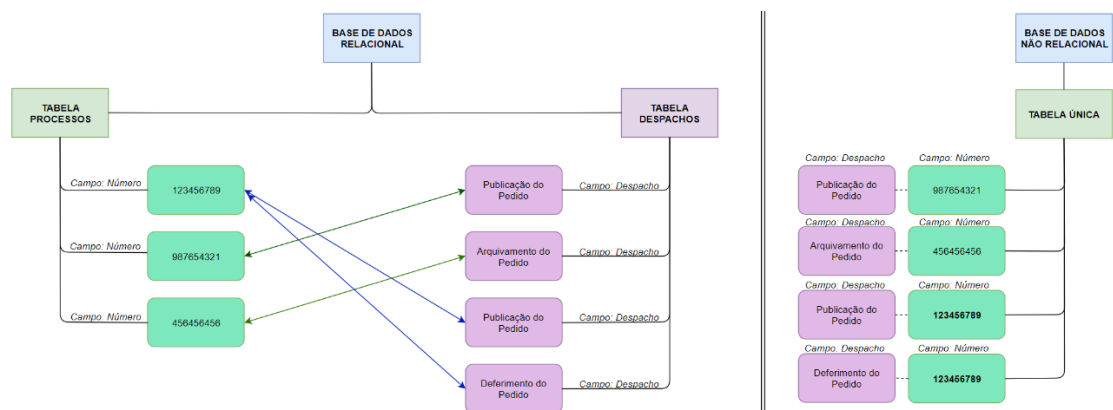 BASE DE DADOS
RELACIONAL
TABELA
PROCESSOS
TABELA
DESPACHOS
Campo: Número
123456789
Publicação do
Pedido
Campo: Despacho
Campo: Número
987654321
Arquivamento do
Pedido
Campo: Despacho
Campo: Número
456456456
Publicação do
Pedido
Campo: Despacho
Deferimento do
Pedido
Campo: Despacho
BASE DE DADOS
NÃO RELACIONAL
TABELA ÚNICA
Campo: Despacho
Campo: Número
Publicação do
Pedido
987654321
Campo: Despacho
Campo: Número
Arquivamento do
Pedido
456456456
Campo: Despacho
Campo: Número
Publicação do
Pedido
123456789
Campo: Despacho
Campo: Número
Deferimento do
Pedido
123456789